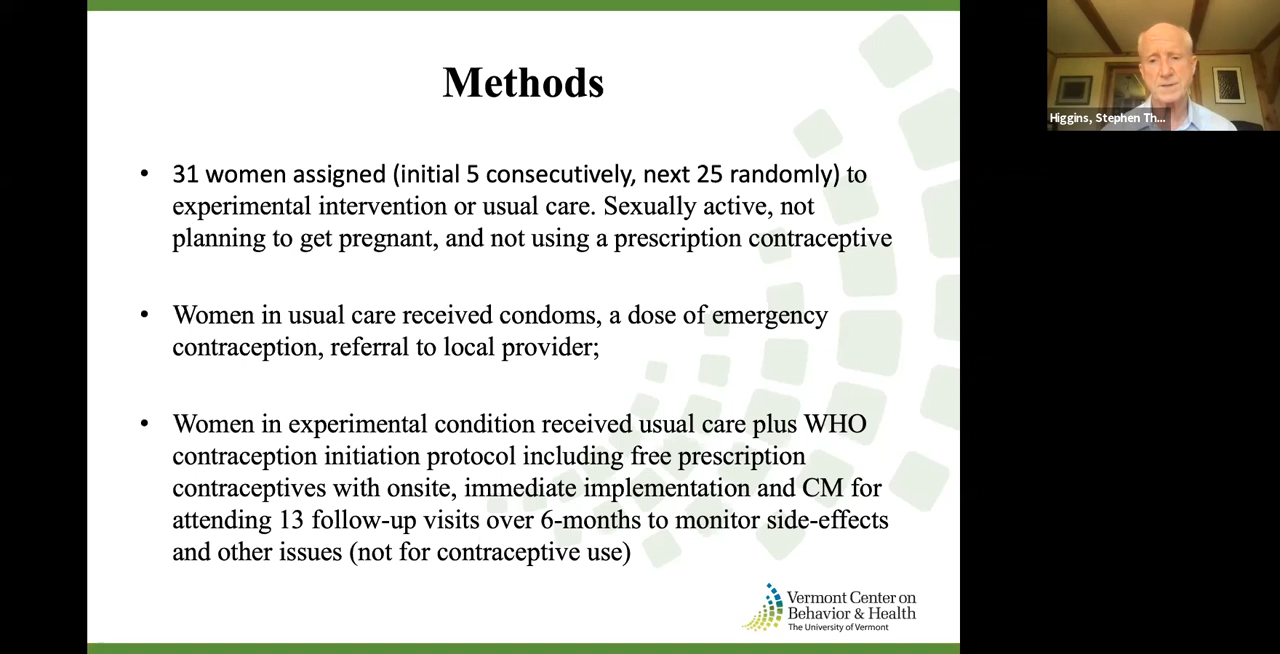 Methods
• 31 women assigned (initial 5 consecutively, next 25 randomly) to
experimental intervention or usual care. Sexually active, not
planning to get pregnant, and not using a prescription contraceptive
• Women in usual care received condoms, a dose of emergency
contraception, referral to local provider;
• Women in experimental condition received usual care plus WHO
contraception initiation protocol including free prescription
contraceptives with onsite, immediate implementation and CM for
attending 13 follow-up visits over 6-months to monitor side-effects
and other issues (not for contraceptive use)
Vermont Center on
Behavior & Health
The University of Vermont
Higgins, Stephen Th...